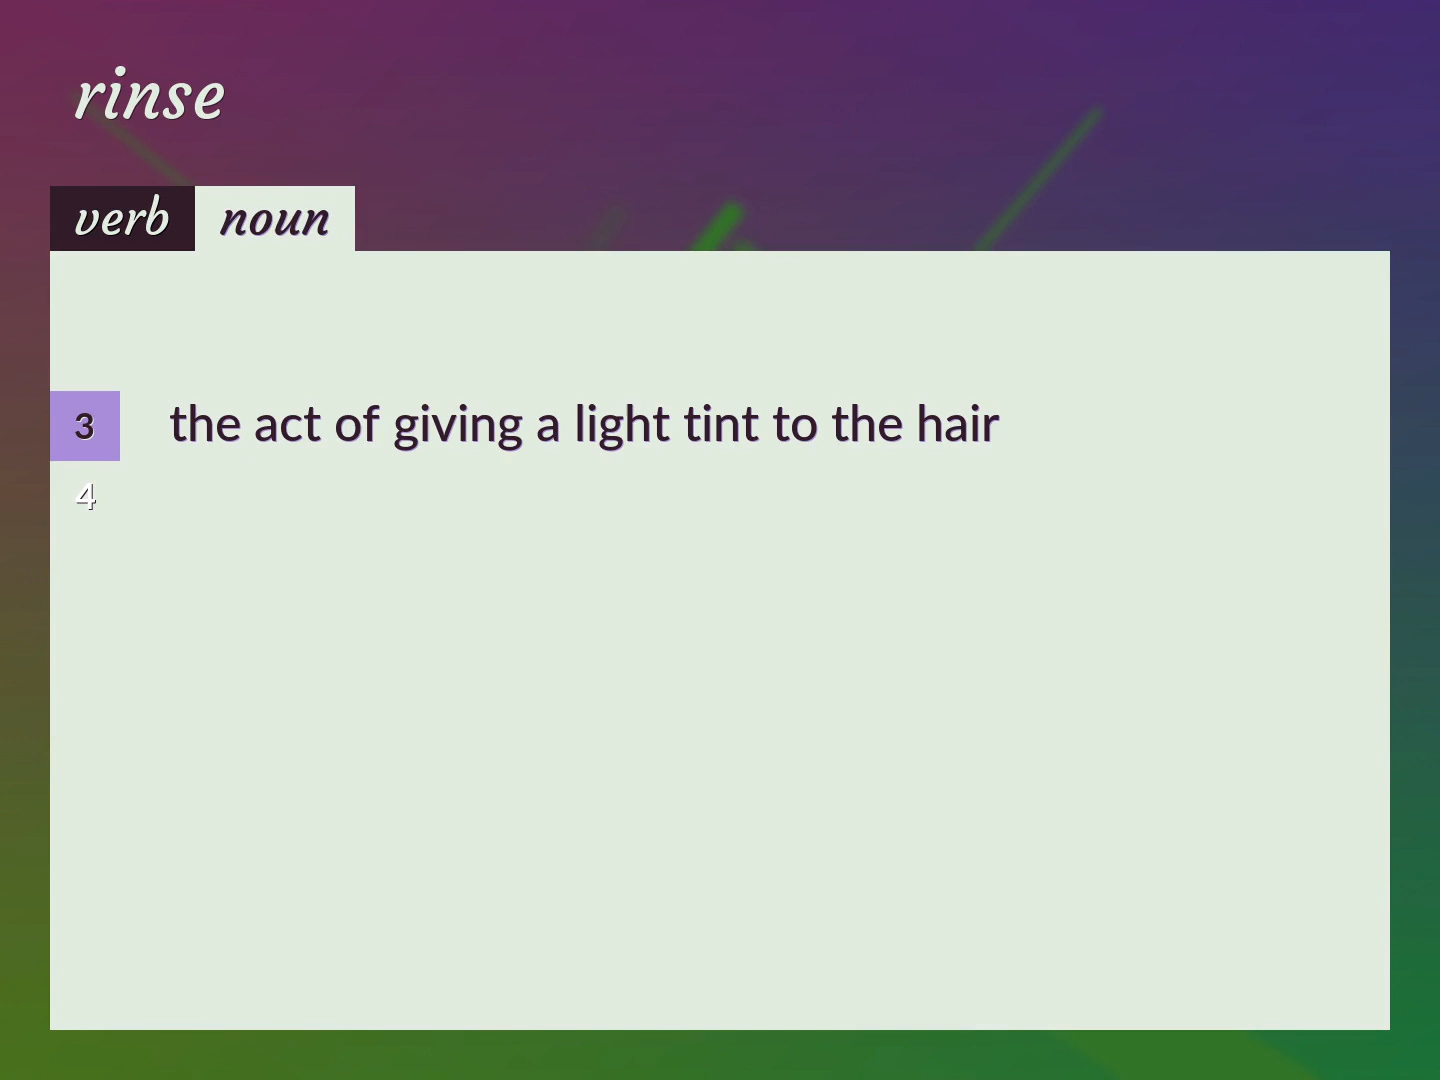 rinse
verb noun
3 the act of giving a light tint to the hair
4